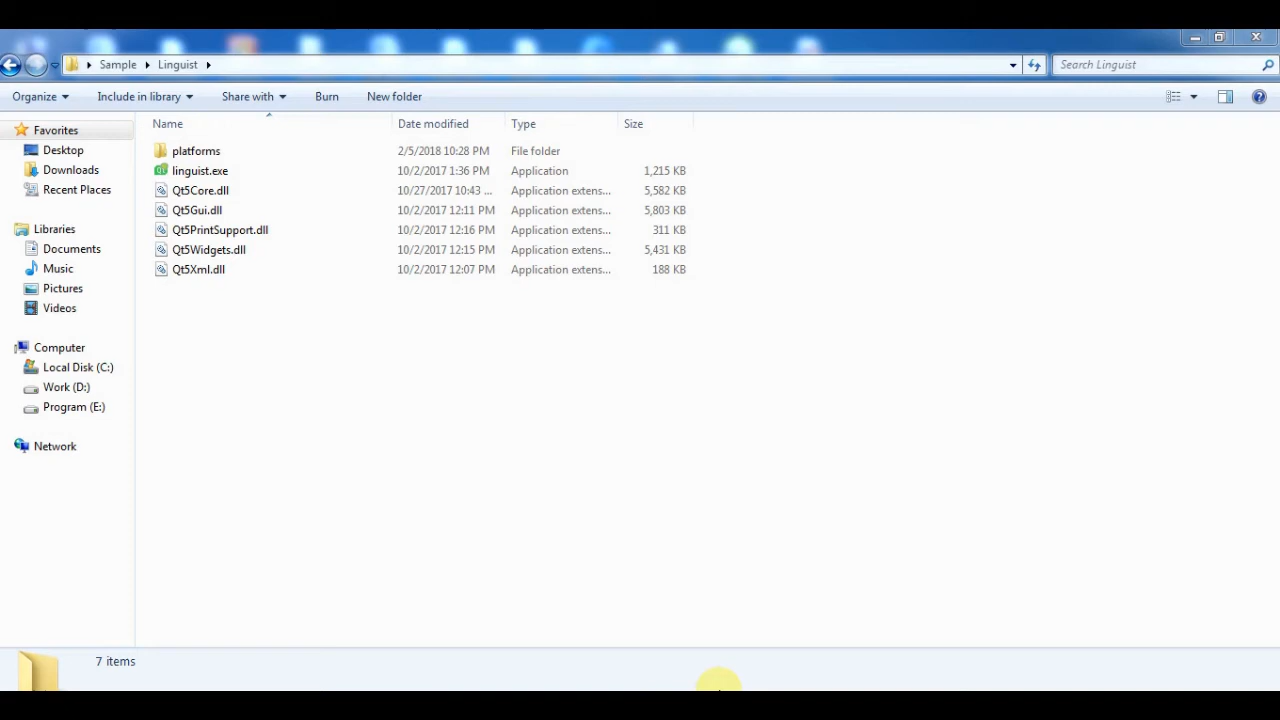 Sample Linguist
Search Linguist
Organize Include in library Share with Burn New folder
Name Date modified Type Size
Favorites
Desktop
Downloads
Recent Places
Libraries
Documents
Music
Pictures
Videos
Computer
Local Disk (C:)
Work (D:)
Program (E:)
Network
platforms 2/5/2018 10:28 PM File folder
linguist.exe 10/2/2017 1:36 PM Application 1,215 KB
Qt5Core.dll 10/27/2017 10:43 ... Application extens... 5,582 KB
Qt5Gui.dll 10/2/2017 12:11 PM Application extens... 5,803 KB
Qt5PrintSupport.dll 10/2/2017 12:16 PM Application extens... 311 KB
Qt5Widgets.dll 10/2/2017 12:15 PM Application extens... 5,431 KB
Qt5Xml.dll 10/2/2017 12:07 PM Application extens... 188 KB
7 items